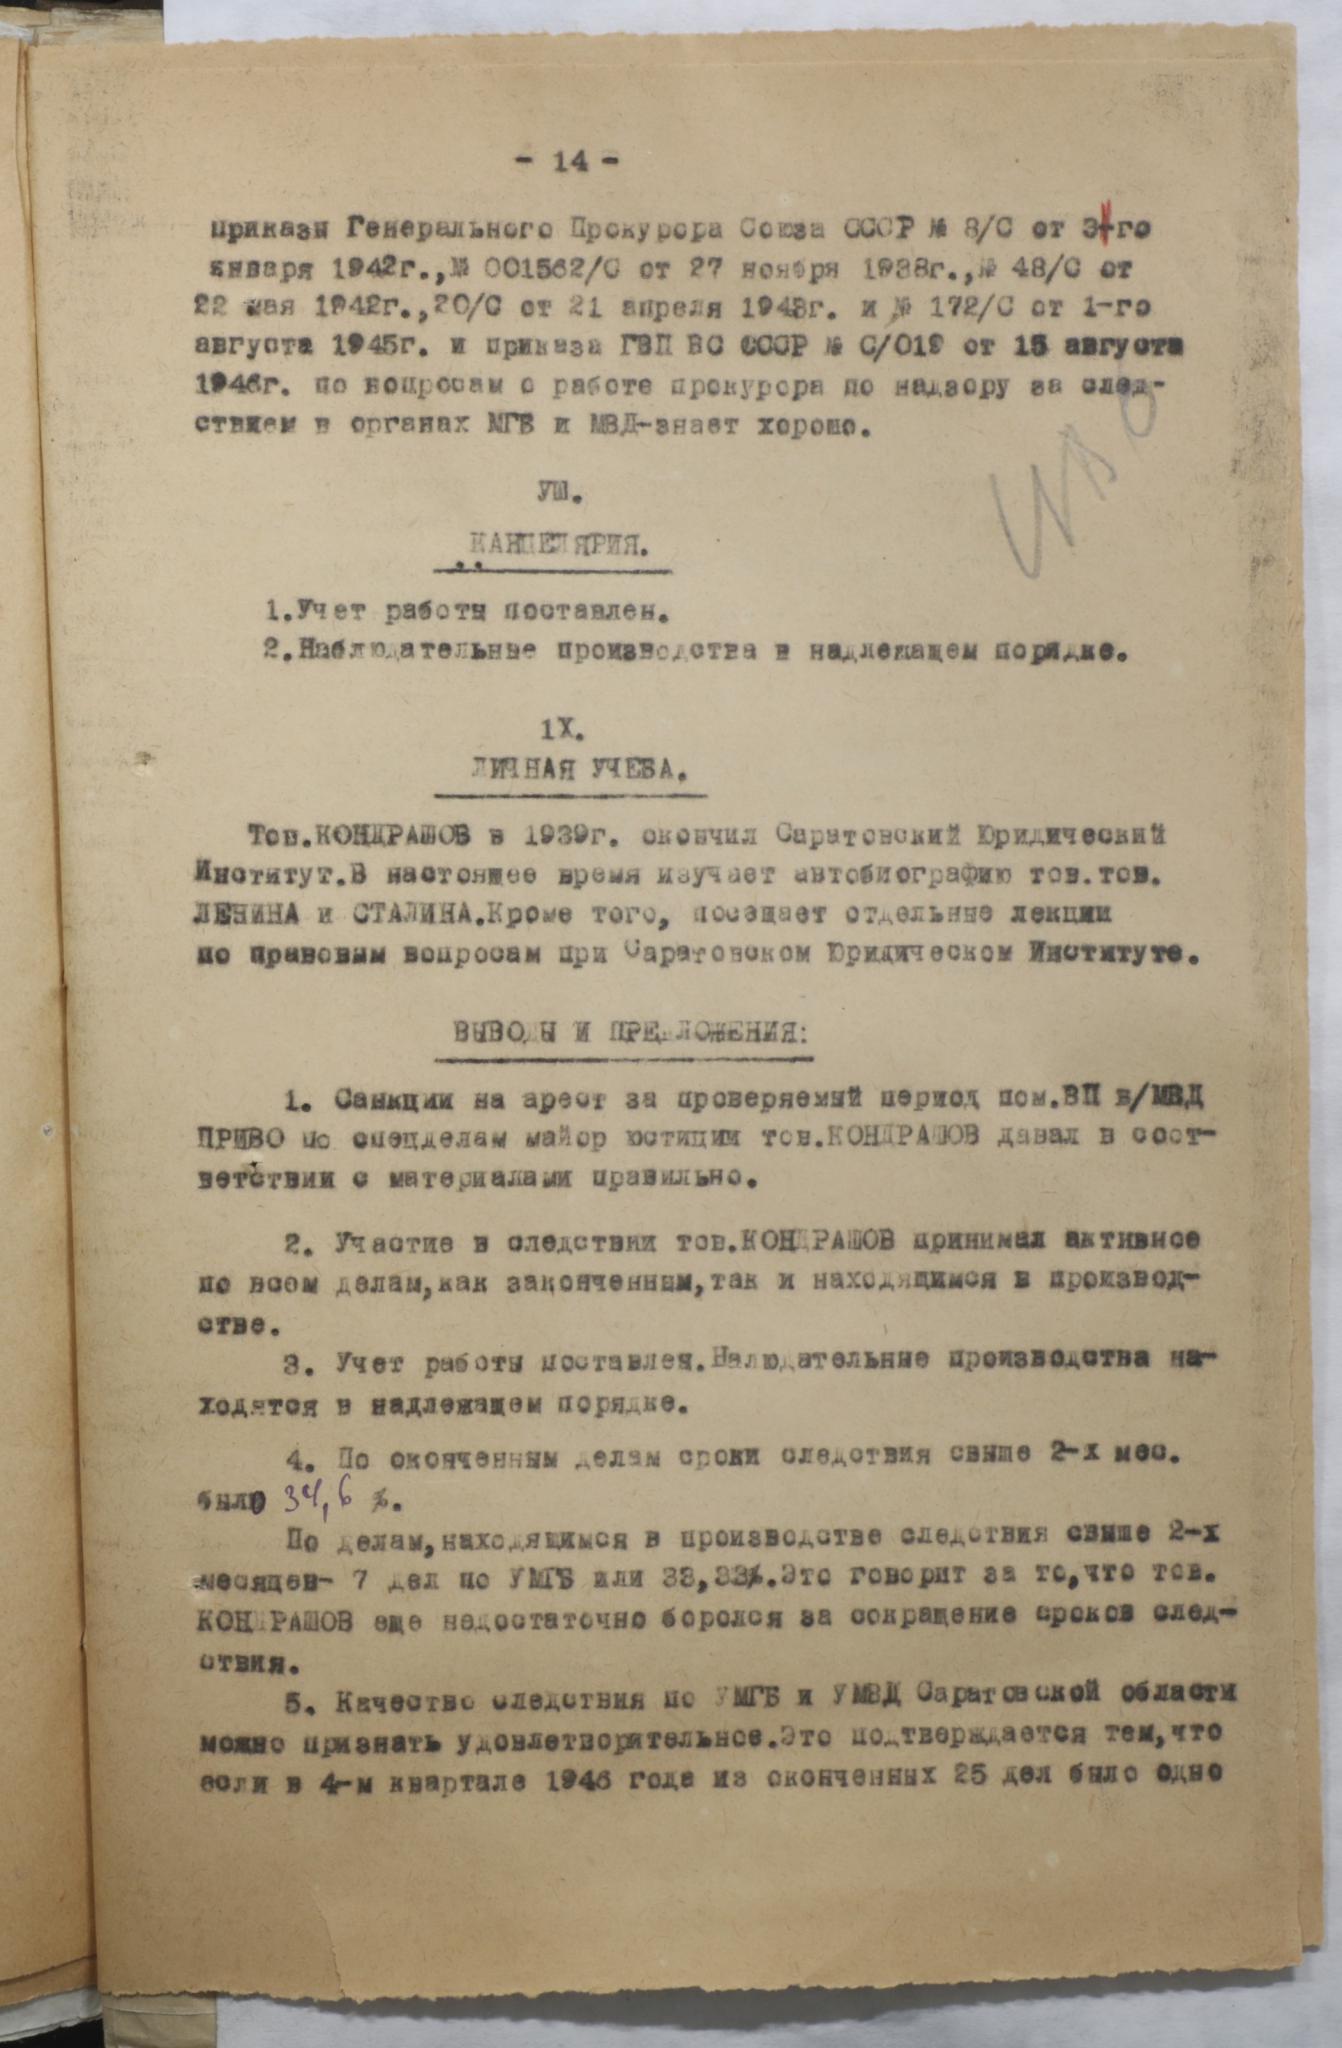 - 14 -
приказы Генерального Прокурора Союза СССР № 8/С от 3-го
января 1942г.,№ 001562/С от 27 ноября 1938г.,№ 48/С от
22 мая 1942г.,20/С от 21 апреля 1943г. и № 172/С от 1-го
августа 1945г. и приказа ГВП ВС СССР № С/019 от 15 августа
1946г. по вопросам о работе прокурора по надзору за след-
ствием в органах МГБ и МВД-знает хорошо.
УШ.
КАНЦЕЛЯРИЯ.
1.Учет работы поставлен.
2.Наблюдательные производства в надлежащем порядке.
1Х.
ЛИЧНАЯ УЧЕБА.
Тов.КОНДРАШОВ в 1939г. окончил Саратовский Юридический
Институт.В настоящее время изучает автобиографию тов.тов.
ЛЕНИНА и СТАЛИНА.Кроме того, посещает отдельные лекции
по правовым вопросам при Саратовском Юридическом Институте.
ВЫВОДЫ И ПРЕДЛОЖЕНИЯ:
1. Санкции на арест за проверяемый период пом.ВП в/МВД
ПРИВО по спецделам майор юстиции тов.КОНДРАШОВ давал в соот-
ветствии с материалами правильно.
2. Участие в следствии тов.КОНДРАШОВ принимал активное
по всем делам,как законченным,так и находящимся в производ-
стве.
3. Учет работы поставлен.Налюдательные производства на-
ходятся в надлежащем порядке.
4. По оконченным делам сроки следствия свыше 2-х мес.
было 34,6 %.
По делам,находящимся в производстве следствия свыше 2-х
месяцев- 7 дел по УМГБ или 33,33%.Это говорит за то,что тов.
КОНДРАШОВ еще недостаточно боролся за сокращение сроков след-
ствия.
5. Качество следствия по УМГБ и УМВД Саратовской области
можно признать удовлетворительное.Это подтверждается тем,что
если в 4-м квартале 1946 года из оконченных 25 дел было одно